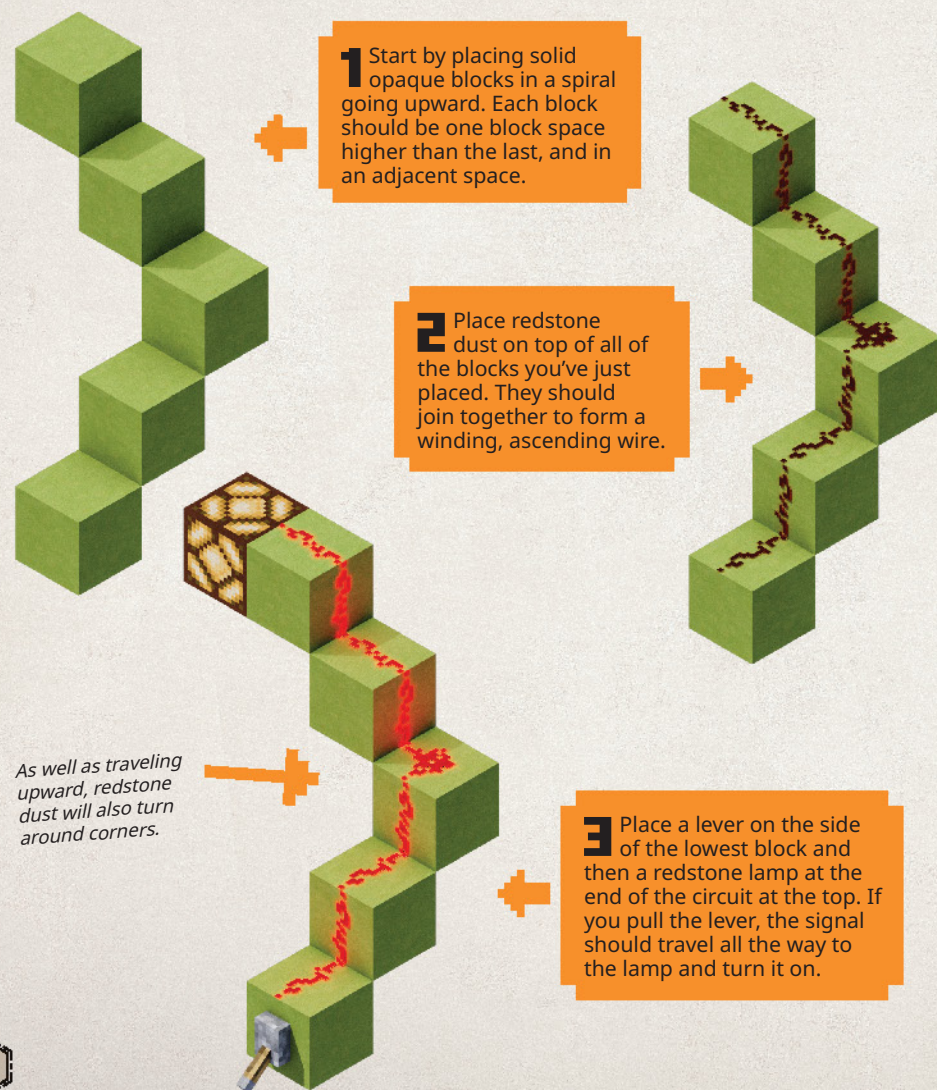 1 Start by placing solid
opaque blocks in a spiral
going upward. Each block
should be one block space
higher than the last, and in
an adjacent space.
2 Place redstone
dust on top of all of
the blocks you’ve just
placed. They should
join together to form a
winding, ascending wire.
As well as traveling
upward, redstone
dust will also turn
around corners.
3 Place a lever on the side
of the lowest block and
then a redstone lamp at the
end of the circuit at the top. If
you pull the lever, the signal
should travel all the way to
the lamp and turn it on.